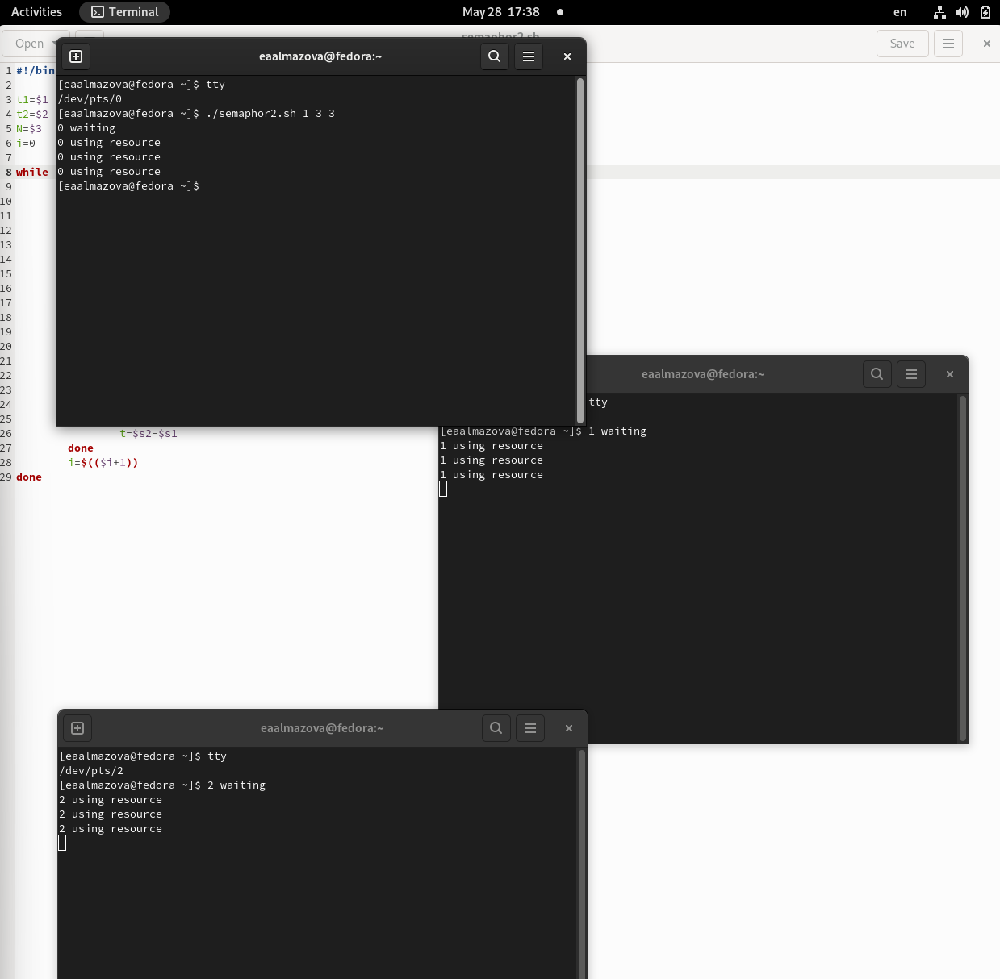 Activities Terminal May 28 17:38 en
Open Save
1 #!/bin
2
3 t1=$1
4 t2=$2
5 N=$3
6 i=0
7
8 while
9
10
11
12
13
14
15
16
17
18
19
20
21
22
23
24
25
26 t=$s2-$s1
27 done
28 i=$(($i+1))
29 done
eaalmazova@fedora:~
[eaalmazova@fedora ~]$ tty
/dev/pts/0
[eaalmazova@fedora ~]$ ./semaphor2.sh 1 3 3
0 waiting
0 using resource
0 using resource
0 using resource
[eaalmazova@fedora ~]$
eaalmazova@fedora:~
tty
[eaalmazova@fedora ~]$ 1 waiting
1 using resource
1 using resource
1 using resource
eaalmazova@fedora:~
[eaalmazova@fedora ~]$ tty
/dev/pts/2
[eaalmazova@fedora ~]$ 2 waiting
2 using resource
2 using resource
2 using resource